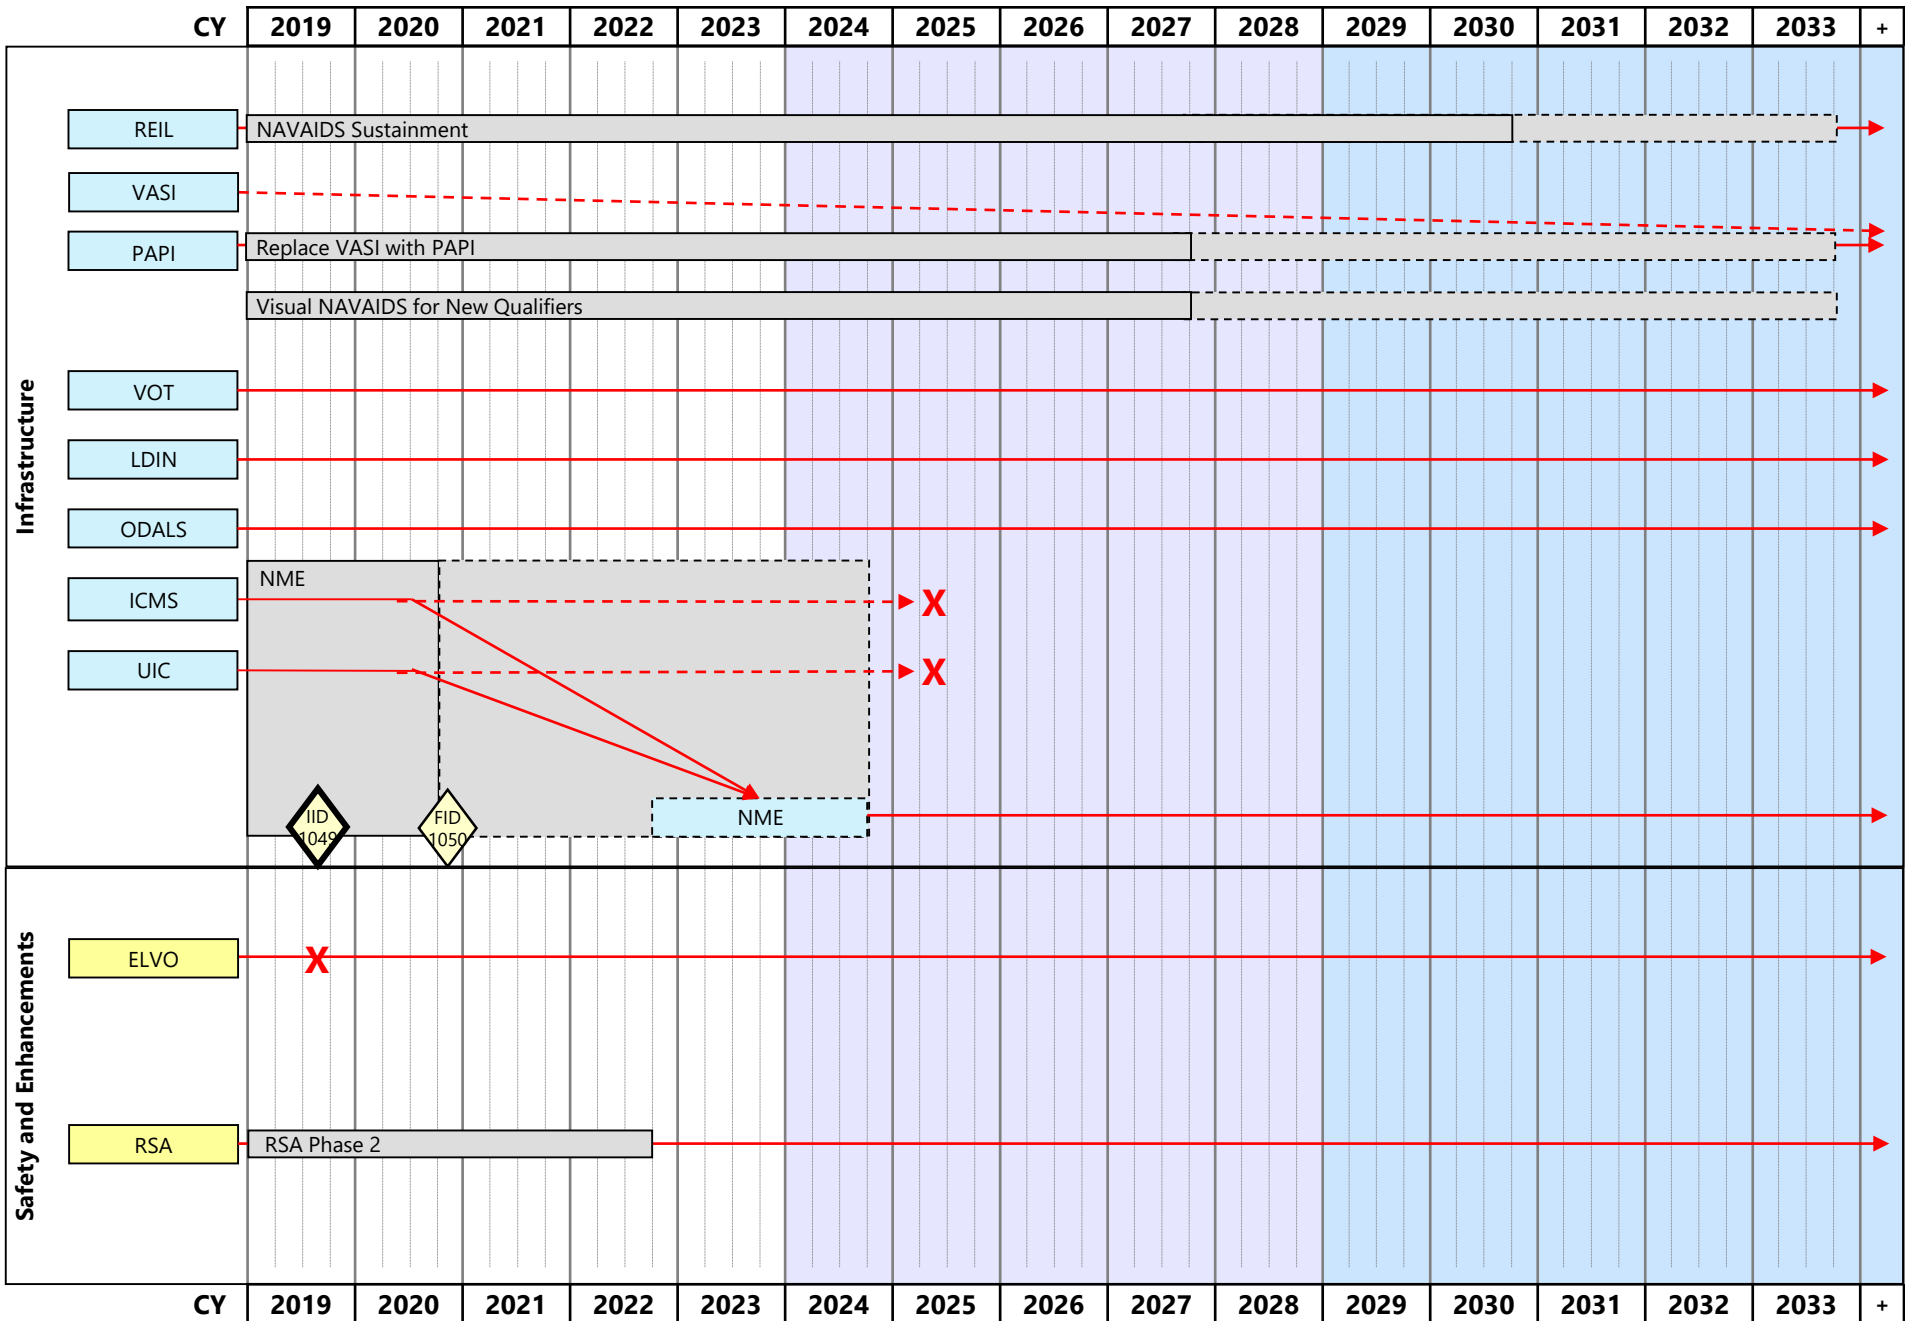 CY 2019 2020 2021 2022 2023 2024 2025 2026 2027 2028 2029 2030 2031 2032 2033 +
Infrastructure
REIL NAVAIDS Sustainment
VASI
PAPI Replace VASI with PAPI
Visual NAVAIDS for New Qualifiers
VOT
LDIN
ODALS
NME
ICMS X
UIC X
IID
1049
FID
1050
NME
Safety and Enhancements
ELVO X
RSA RSA Phase 2
CY 2019 2020 2021 2022 2023 2024 2025 2026 2027 2028 2029 2030 2031 2032 2033 +